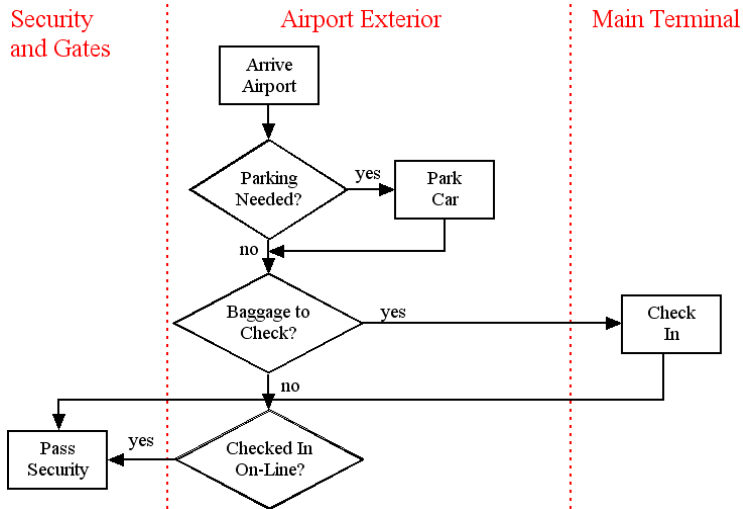 Security
and Gates
Airport Exterior
Main Terminal
Arrive
Airport
Parking
Needed?
yes
Park
Car
no
Baggage to
Check?
yes
Check
In
no
Pass
Security
yes
Checked In
On-Line?